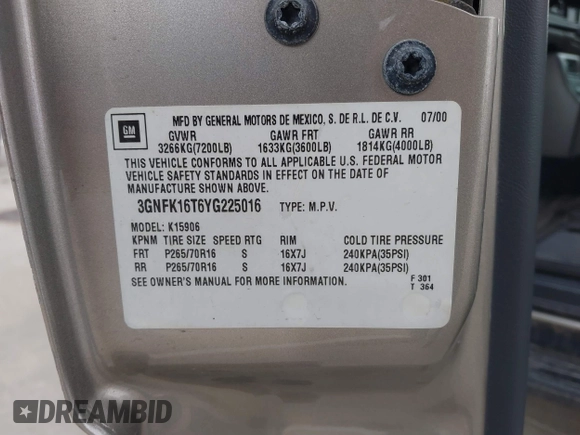 MFD BY GENERAL MOTORS DE MEXICO, S. DE R.L. DE C.V. 07/00
GM
GVWR GAWR FRT GAWR RR
3266KG(7200LB) 1633KG(3600LB) 1814KG(4000LB)
THIS VEHICLE CONFORMS TO ALL APPLICABLE U.S. FEDERAL MOTOR
VEHICLE SAFETY STANDARDS IN EFFECT ON THE DATE OF
MANUFACTURE SHOWN ABOVE.
3GNFK16T6YG225016 TYPE: M.P.V.
MODEL: K15906
KPNM TIRE SIZE SPEED RTG RIM COLD TIRE PRESSURE
FRT P265/70R16 S 16X7J 240KPA(35PSI)
RR P265/70R16 S 16X7J 240KPA(35PSI)
SEE OWNER'S MANUAL FOR MORE INFORMATION.
F 301
T 364
DREAMBID